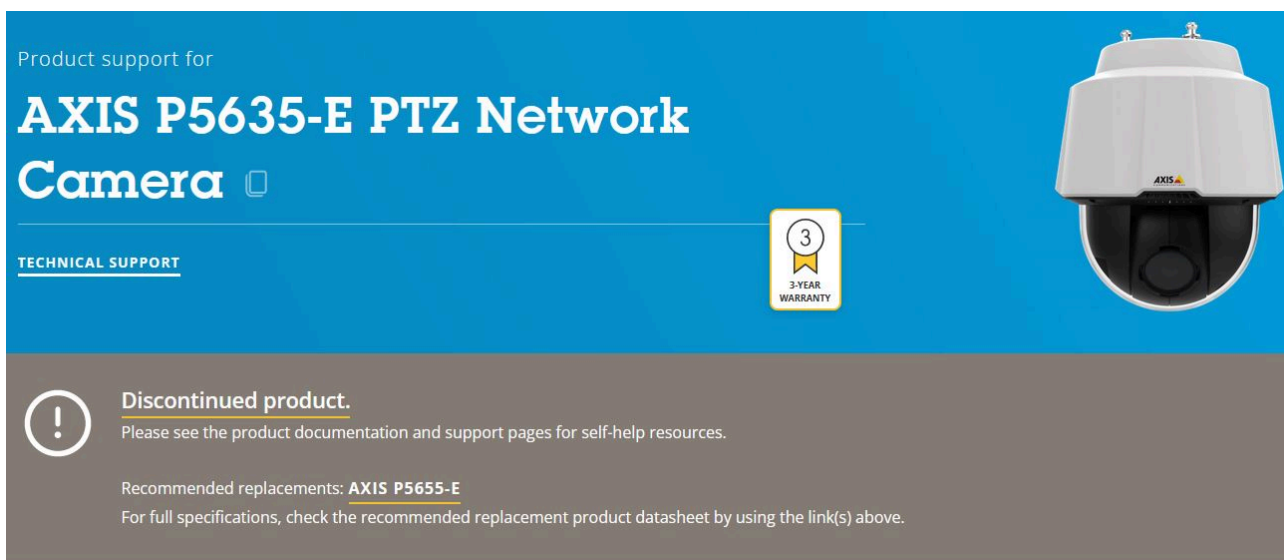 Product support for
AXIS P5635-E PTZ Network
Camera
TECHNICAL SUPPORT
3
3-YEAR
WARRANTY
AXIS
Discontinued product.
Please see the product documentation and support pages for self-help resources.
Recommended replacements: AXIS P5655-E
For full specifications, check the recommended replacement product datasheet by using the link(s) above.